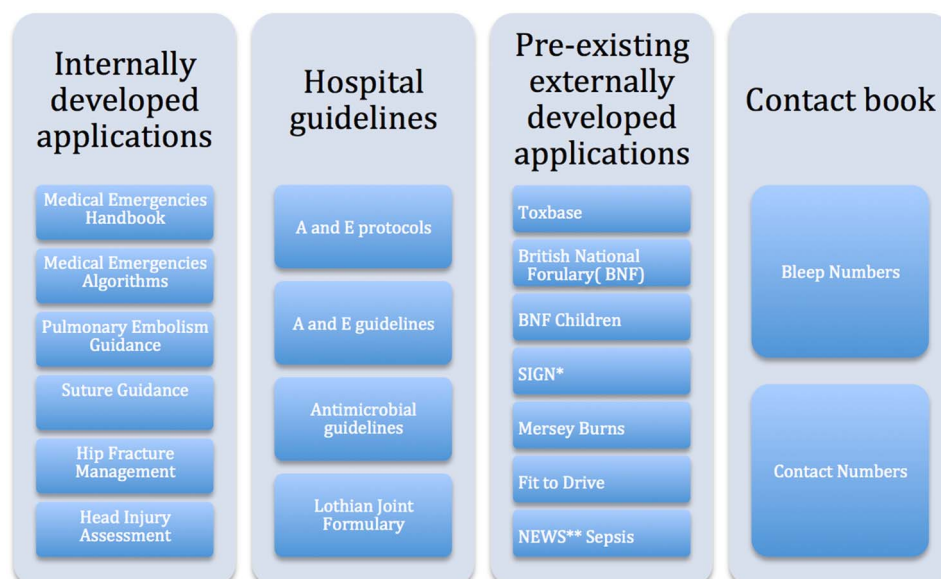 Internally
developed
applications
Medical Emergencies
Handbook
Medical Emergencies
Algorithms
Pulmonary Embolism
Guidance
Suture Guidance
Hip Fracture
Management
Head Injury
Assessment
Hospital
guidelines
A and E protocols
A and E guidelines
Antimicrobial
guidelines
Lothian Joint
Formulary
Pre-existing
externally
developed
applications
Toxbase
British National
Forulary( BNF)
BNF Children
SIGN*
Mersey Burns
Fit to Drive
NEWS** Sepsis
Contact book
Bleep Numbers
Contact Numbers